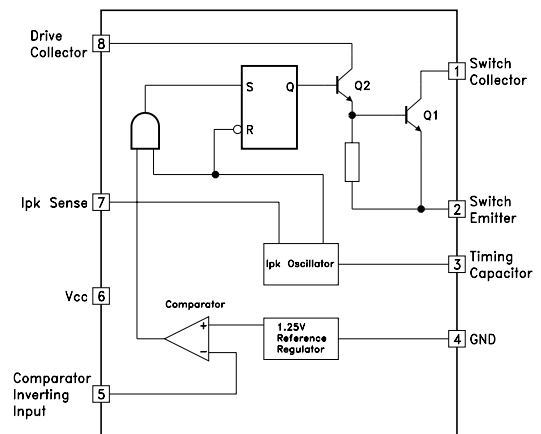 Drive
Collector
8
1
Switch
Collector
S
Q
Q2
Q1
R
Ipk Sense
7
2
Switch
Emitter
Ipk Oscillator
3
Timing
Capacitor
Vcc
6
Comparator
+
−
1.25V
Reference
Regulator
4
GND
Comparator
Inverting
Input
5